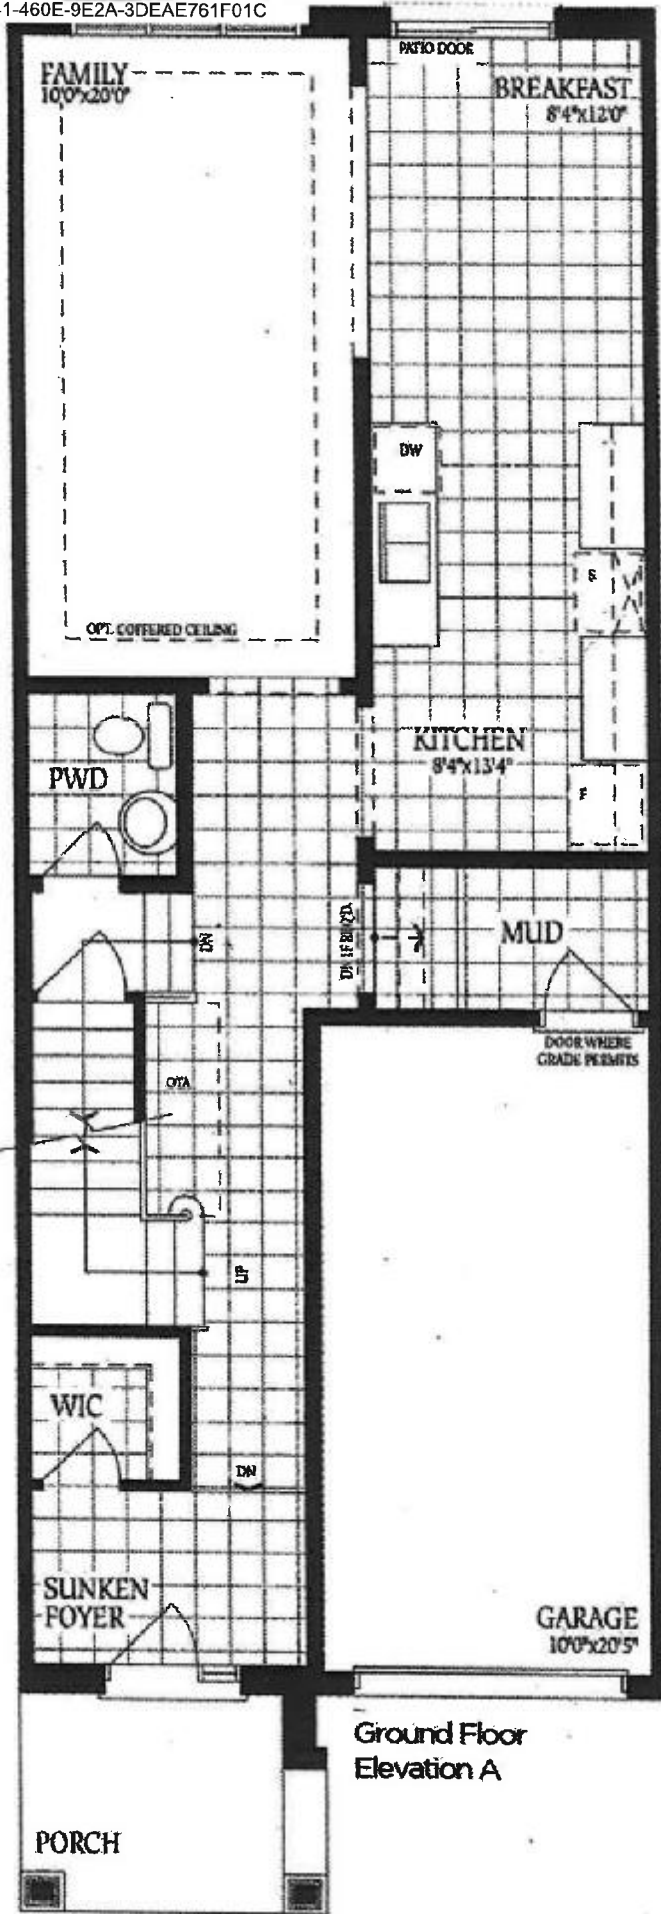 1-460E-9E2A-3DEAE761F01C
PATIO DOOR
FAMILY
10'0"x20'0"
BREAKFAST
8'4"x12'0"
DW
OPT. COFFERED CEILING
KITCHEN
8'4"x13'4"
PWD
DN
DN IF REQ'D.
MUD
DOOR WHERE
GRADE PERMITS
OTA
UP
WIC
DN
SUNKEN
FOYER
GARAGE
10'0"x20'5"
Ground Floor
Elevation A
PORCH